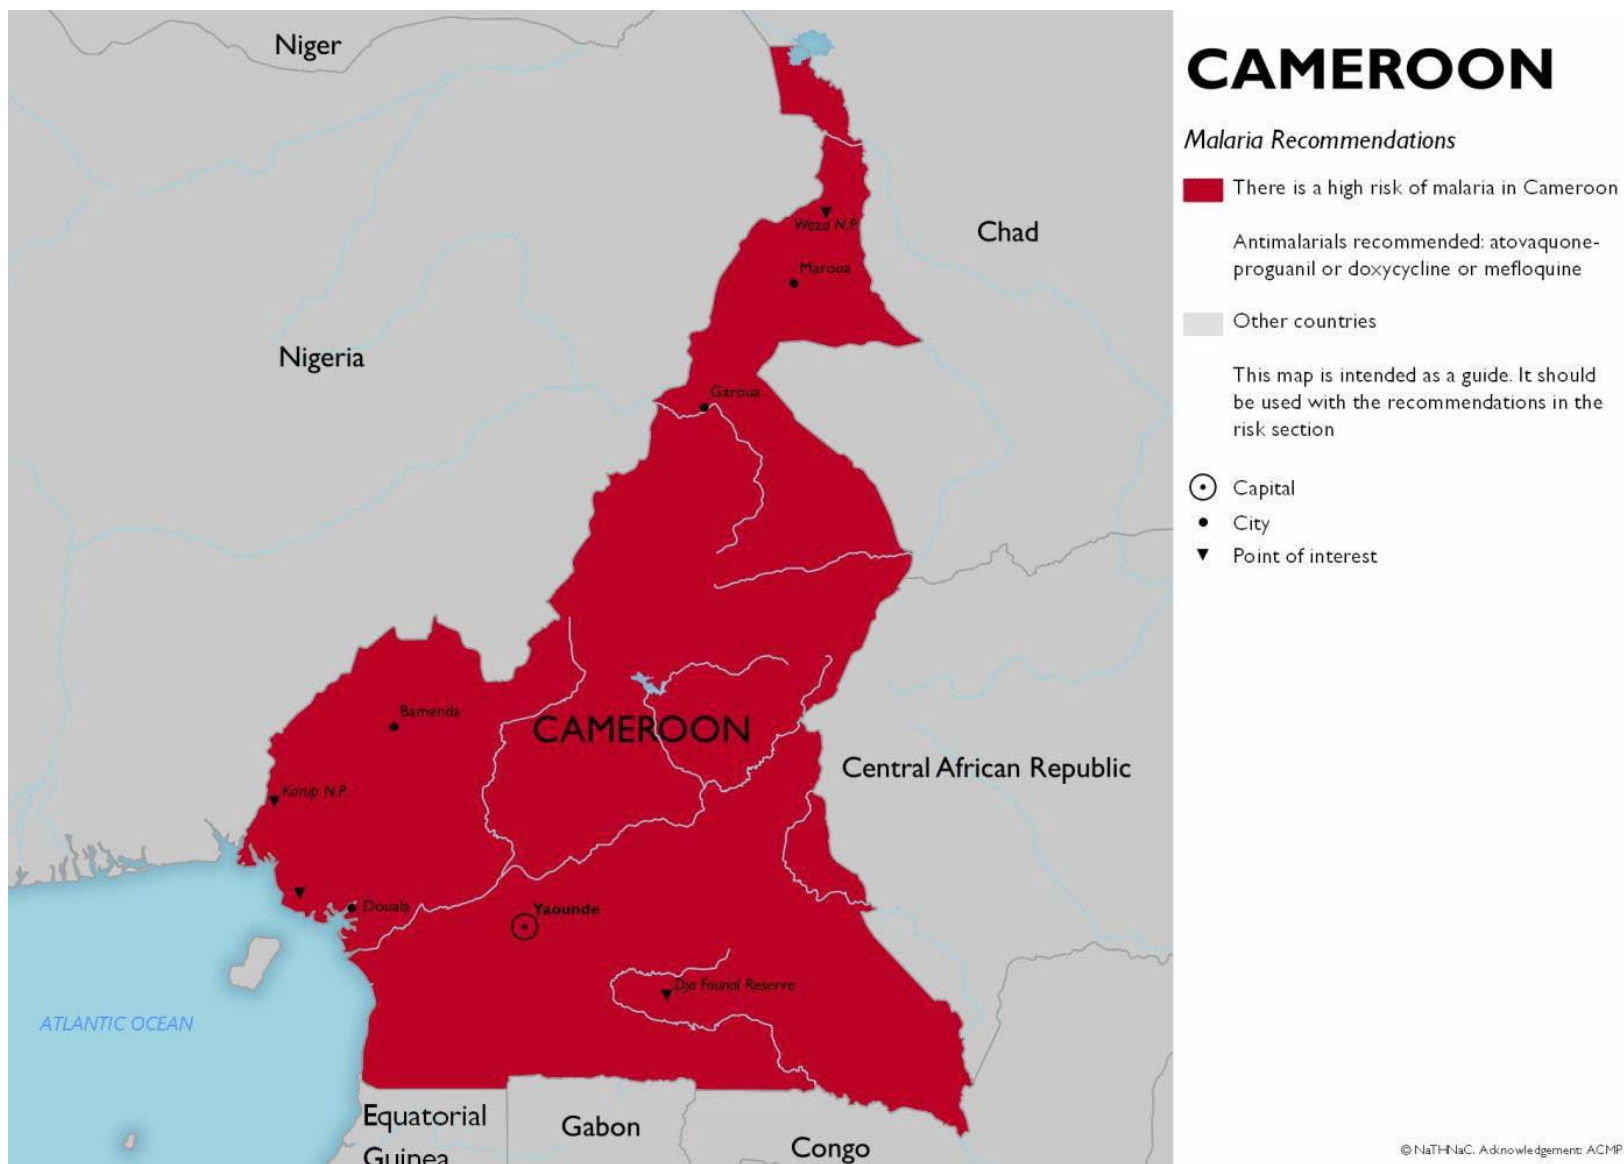 Niger
Chad
Nigeria
Waza N.P.
Maroua
Garoua
Bamenda
CAMEROON
Korup N.P.
Central African Republic
Douala
Yaounde
Dja Faunal Reserve
ATLANTIC OCEAN
Equatorial
Guinea
Gabon
Congo
CAMEROON
Malaria Recommendations
There is a high risk of malaria in Cameroon
Antimalarials recommended: atovaquone-
proguanil or doxycycline or mefloquine
Other countries
This map is intended as a guide. It should
be used with the recommendations in the
risk section
Capital
City
Point of interest
© NaTHNaC. Acknowledgement: ACMP